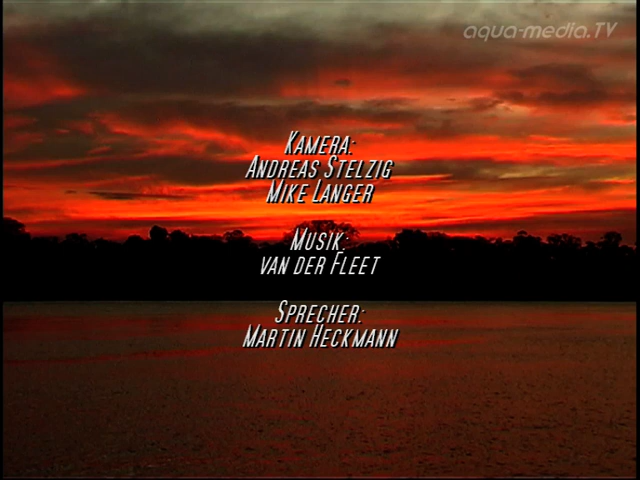 aqua-media.TV
Kamera:
Andreas Stelzig
Mike Langer
Musik:
van der Fleet
Sprecher:
Martin Heckmann